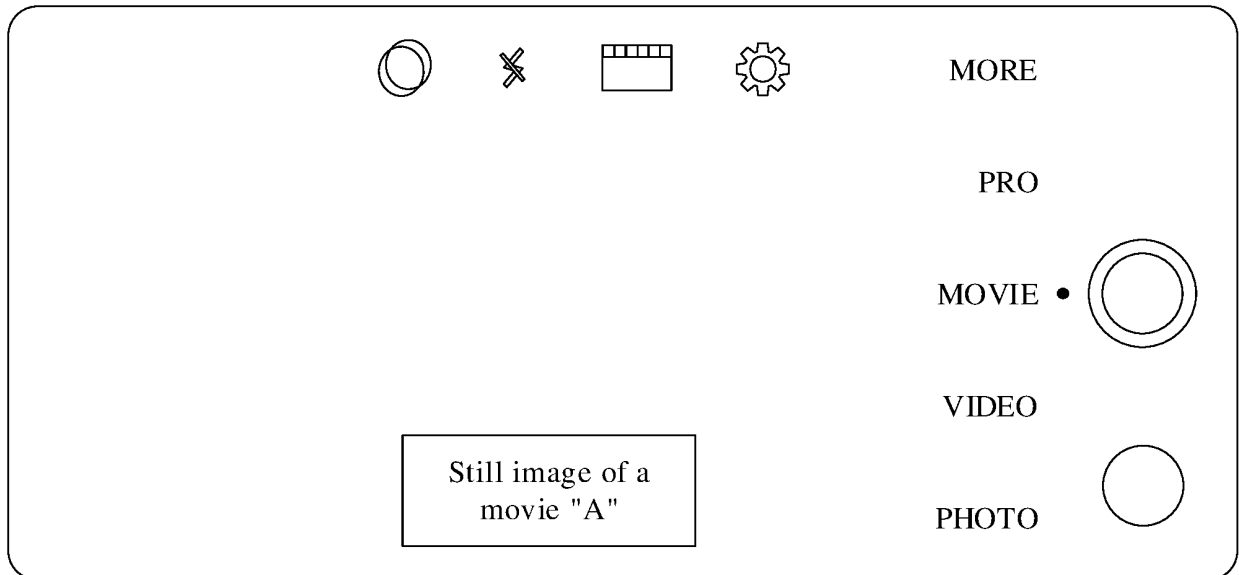 MORE
PRO
MOVIE
VIDEO
Still image of a
movie "A"
PHOTO